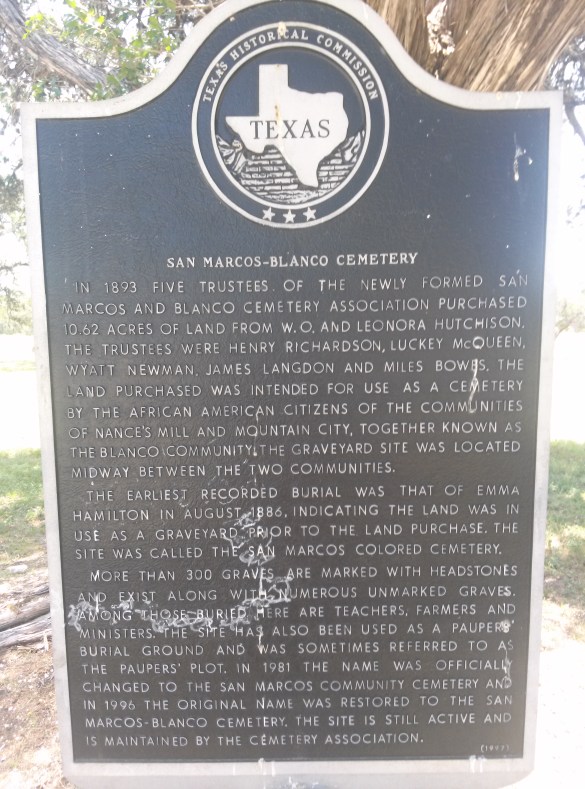 TEXAS HISTORICAL COMMISSION
TEXAS
SAN MARCOS-BLANCO CEMETERY
IN 1893 FIVE TRUSTEES OF THE NEWLY FORMED SAN
MARCOS AND BLANCO CEMETERY ASSOCIATION PURCHASED
10.62 ACRES OF LAND FROM W.O. AND LEONORA HUTCHISON.
THE TRUSTEES WERE HENRY RICHARDSON, LUCKEY McQUEEN,
WYATT NEWMAN, JAMES LANGDON AND MILES BOWES. THE
LAND PURCHASED WAS INTENDED FOR USE AS A CEMETERY
BY THE AFRICAN AMERICAN CITIZENS OF THE COMMUNITIES
OF NANCE'S MILL AND MOUNTAIN CITY, TOGETHER KNOWN AS
THE BLANCO COMMUNITY. THE GRAVEYARD SITE WAS LOCATED
MIDWAY BETWEEN THE TWO COMMUNITIES.
THE EARLIEST RECORDED BURIAL WAS THAT OF EMMA
HAMILTON IN AUGUST 1886, INDICATING THE LAND WAS IN
USE AS A GRAVEYARD PRIOR TO THE LAND PURCHASE. THE
SITE WAS CALLED THE SAN MARCOS COLORED CEMETERY.
MORE THAN 300 GRAVES ARE MARKED WITH HEADSTONES
AND EXIST ALONG WITH NUMEROUS UNMARKED GRAVES.
AMONG THOSE BURIED HERE ARE TEACHERS, FARMERS AND
MINISTERS. THE SITE HAS ALSO BEEN USED AS A PAUPERS'
BURIAL GROUND AND WAS SOMETIMES REFERRED TO AS
THE PAUPERS' PLOT. IN 1981 THE NAME WAS OFFICIALLY
CHANGED TO THE SAN MARCOS COMMUNITY CEMETERY AND
IN 1996 THE ORIGINAL NAME WAS RESTORED TO THE SAN
MARCOS-BLANCO CEMETERY. THE SITE IS STILL ACTIVE AND
IS MAINTAINED BY THE CEMETERY ASSOCIATION.